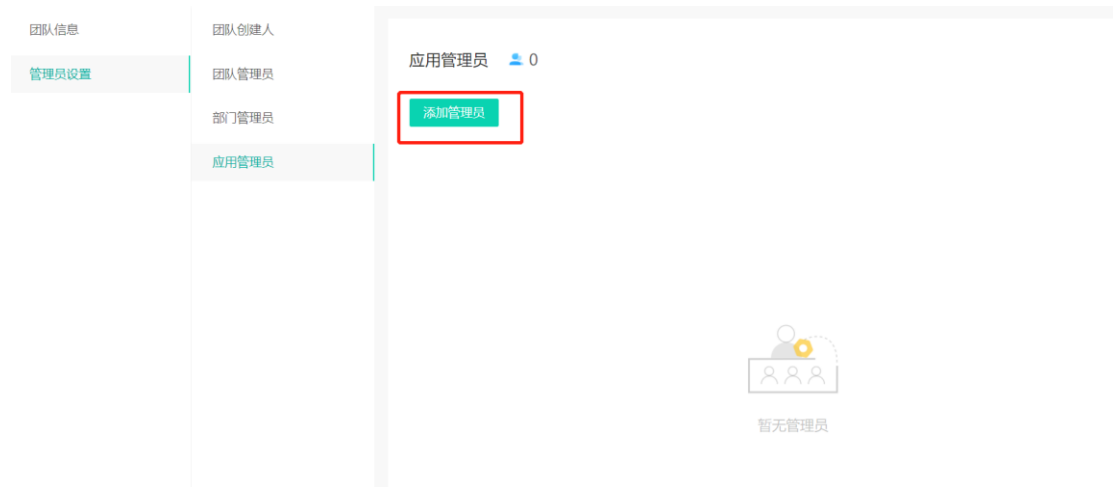 团队信息
管理员设置
团队创建人
团队管理员
部门管理员
应用管理员
应用管理员 0
添加管理员
暂无管理员